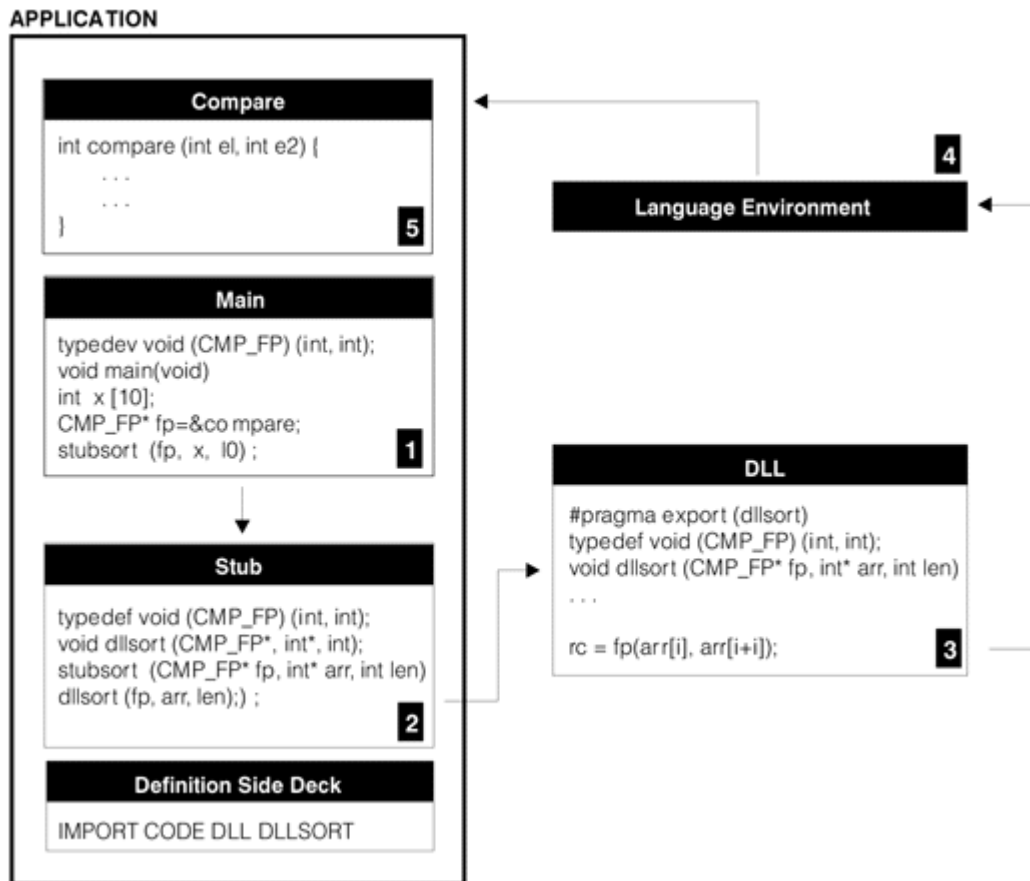 APPLICATION
Compare
int compare (int el, int e2) {
. . .
. . .
}
5
Main
typedev void (CMP_FP) (int, int);
void main(void)
int x [10];
CMP_FP* fp=&co mpare;
stubsort (fp, x, l0) ;
1
Stub
typedef void (CMP_FP) (int, int);
void dllsort (CMP_FP*, int*, int);
stubsort (CMP_FP* fp, int* arr, int len)
dllsort (fp, arr, len);) ;
2
Definition Side Deck
IMPORT CODE DLL DLLSORT
4
Language Environment
DLL
#pragma export (dllsort)
typedef void (CMP_FP) (int, int);
void dllsort (CMP_FP* fp, int* arr, int len)
. . .
rc = fp(arr[i], arr[i+i]);
3